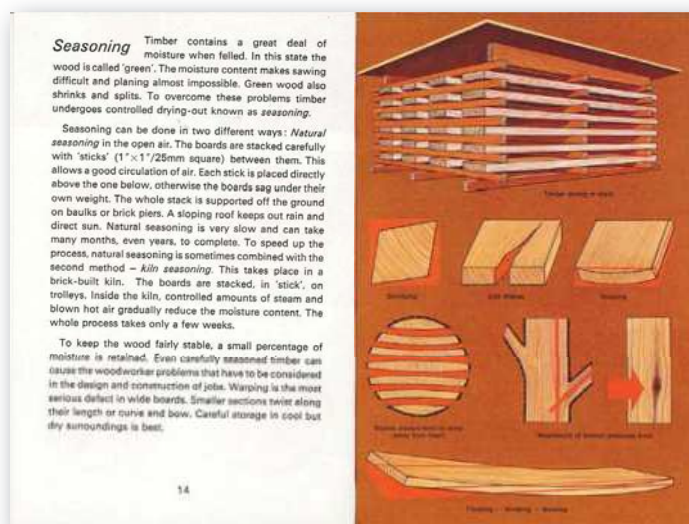 Seasoning Timber contains a great deal of
moisture when felled. In this state the
wood is called 'green'. The moisture content makes sawing
difficult and planing almost impossible. Green wood also
shrinks and splits. To overcome these problems timber
undergoes controlled drying-out known as seasoning.
Seasoning can be done in two different ways: Natural
seasoning in the open air. The boards are stacked carefully
with 'sticks' (1"×1"/25mm square) between them. This
allows a good circulation of air. Each stick is placed directly
above the one below, otherwise the boards sag under their
own weight. The whole stack is supported off the ground
on baulks or brick piers. A sloping roof keeps out rain and
direct sun. Natural seasoning is very slow and can take
many months, even years, to complete. To speed up the
process, natural seasoning is sometimes combined with the
second method – kiln seasoning. This takes place in a
brick-built kiln. The boards are stacked, in 'stick', on
trolleys. Inside the kiln, controlled amounts of steam and
blown hot air gradually reduce the moisture content. The
whole process takes only a few weeks.
To keep the wood fairly stable, a small percentage of
moisture is retained. Even carefully seasoned timber can
cause the woodworker problems that have to be considered
in the design and construction of jobs. Warping is the most
serious defect in wide boards. Smaller sections twist along
their length or curve and bow. Careful storage in cool but
dry surroundings is best.
14